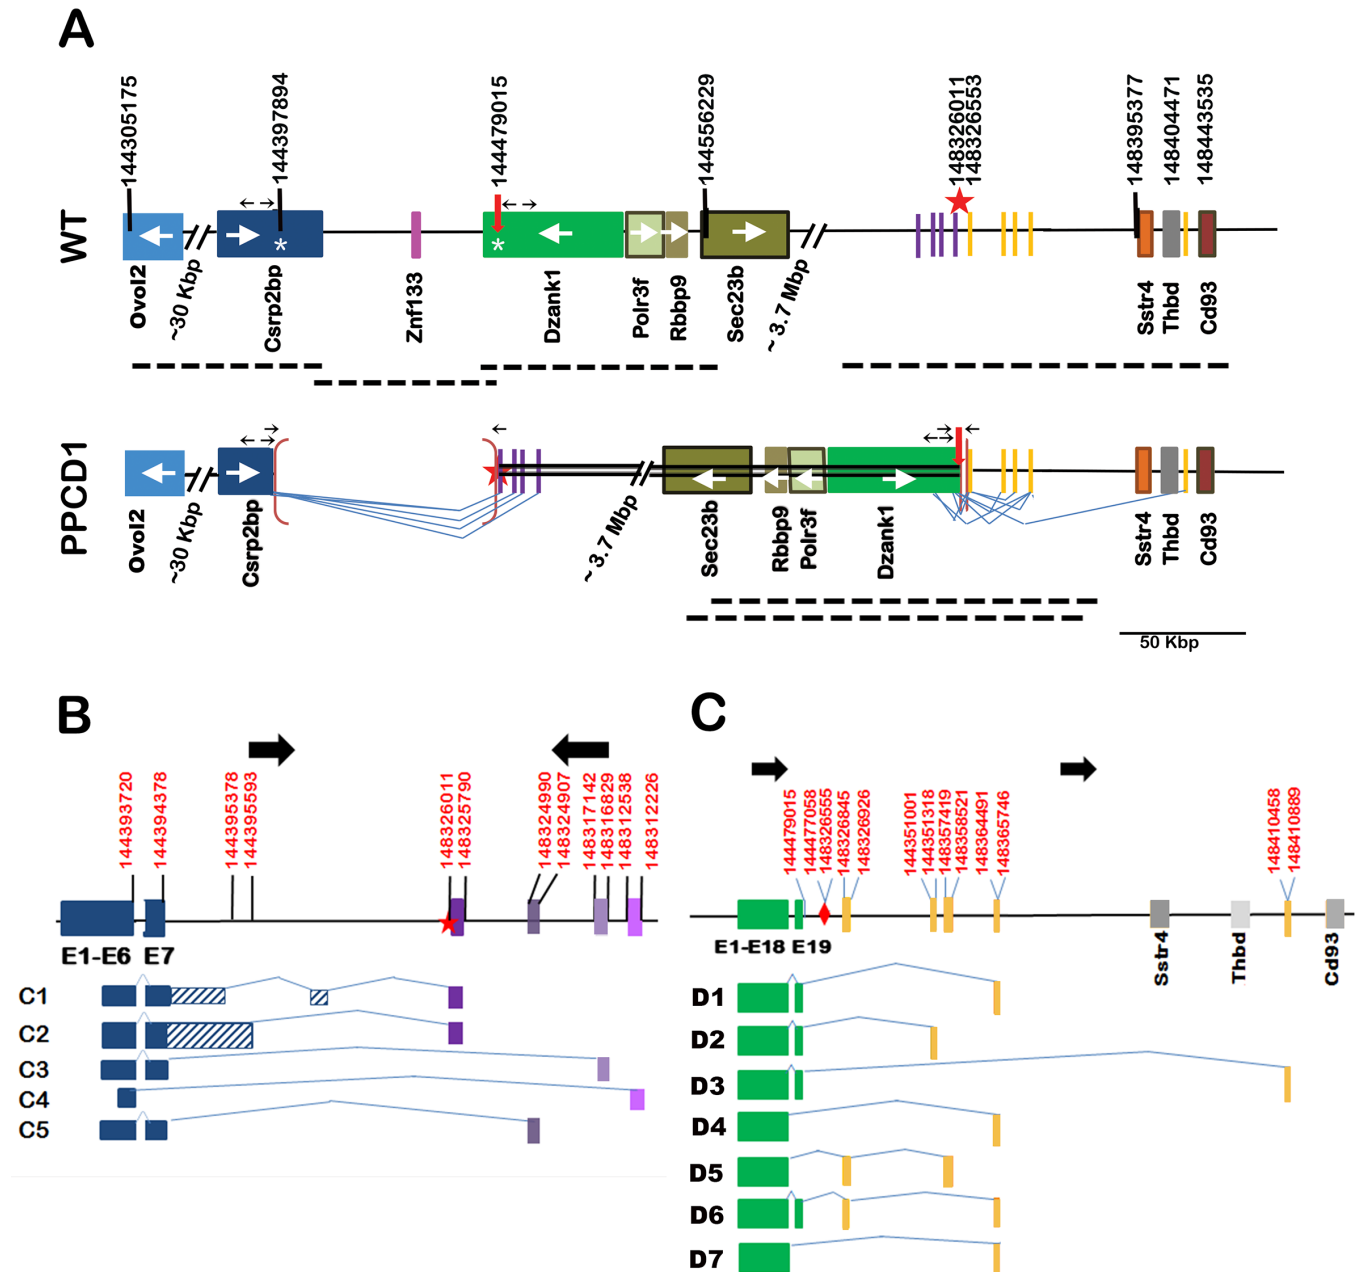 A
144305175
144397894
144479015
144556229
148326011
148326553
148395377
148404471
148443535
WT
*
*
Ovol2
~30 Kbp
Csrp2bp
Znf133
Dzank1
Polr3f
Rbbp9
Sec23b
~ 3.7 Mbp
Sstr4
Thbd
Cd93
PPCD1
Ovol2
~30 Kbp
Csrp2bp
~ 3.7 Mbp
Sec23b
Rbbp9
Polr3f
Dzank1
Sstr4
Thbd
Cd93
50 Kbp
B
144393720
144394378
144395378
144395593
148326011
148325790
148324990
148324907
148317142
148316829
148312538
148312226
E1-E6 E7
C1
C2
C3
C4
C5
C
144479015
144477058
148326555
148326845
148326926
144351001
144351318
148357419
148358521
148364491
148365746
148410458
148410889
E1-E18 E19
Sstr4
Thbd
Cd93
D1
D2
D3
D4
D5
D6
D7